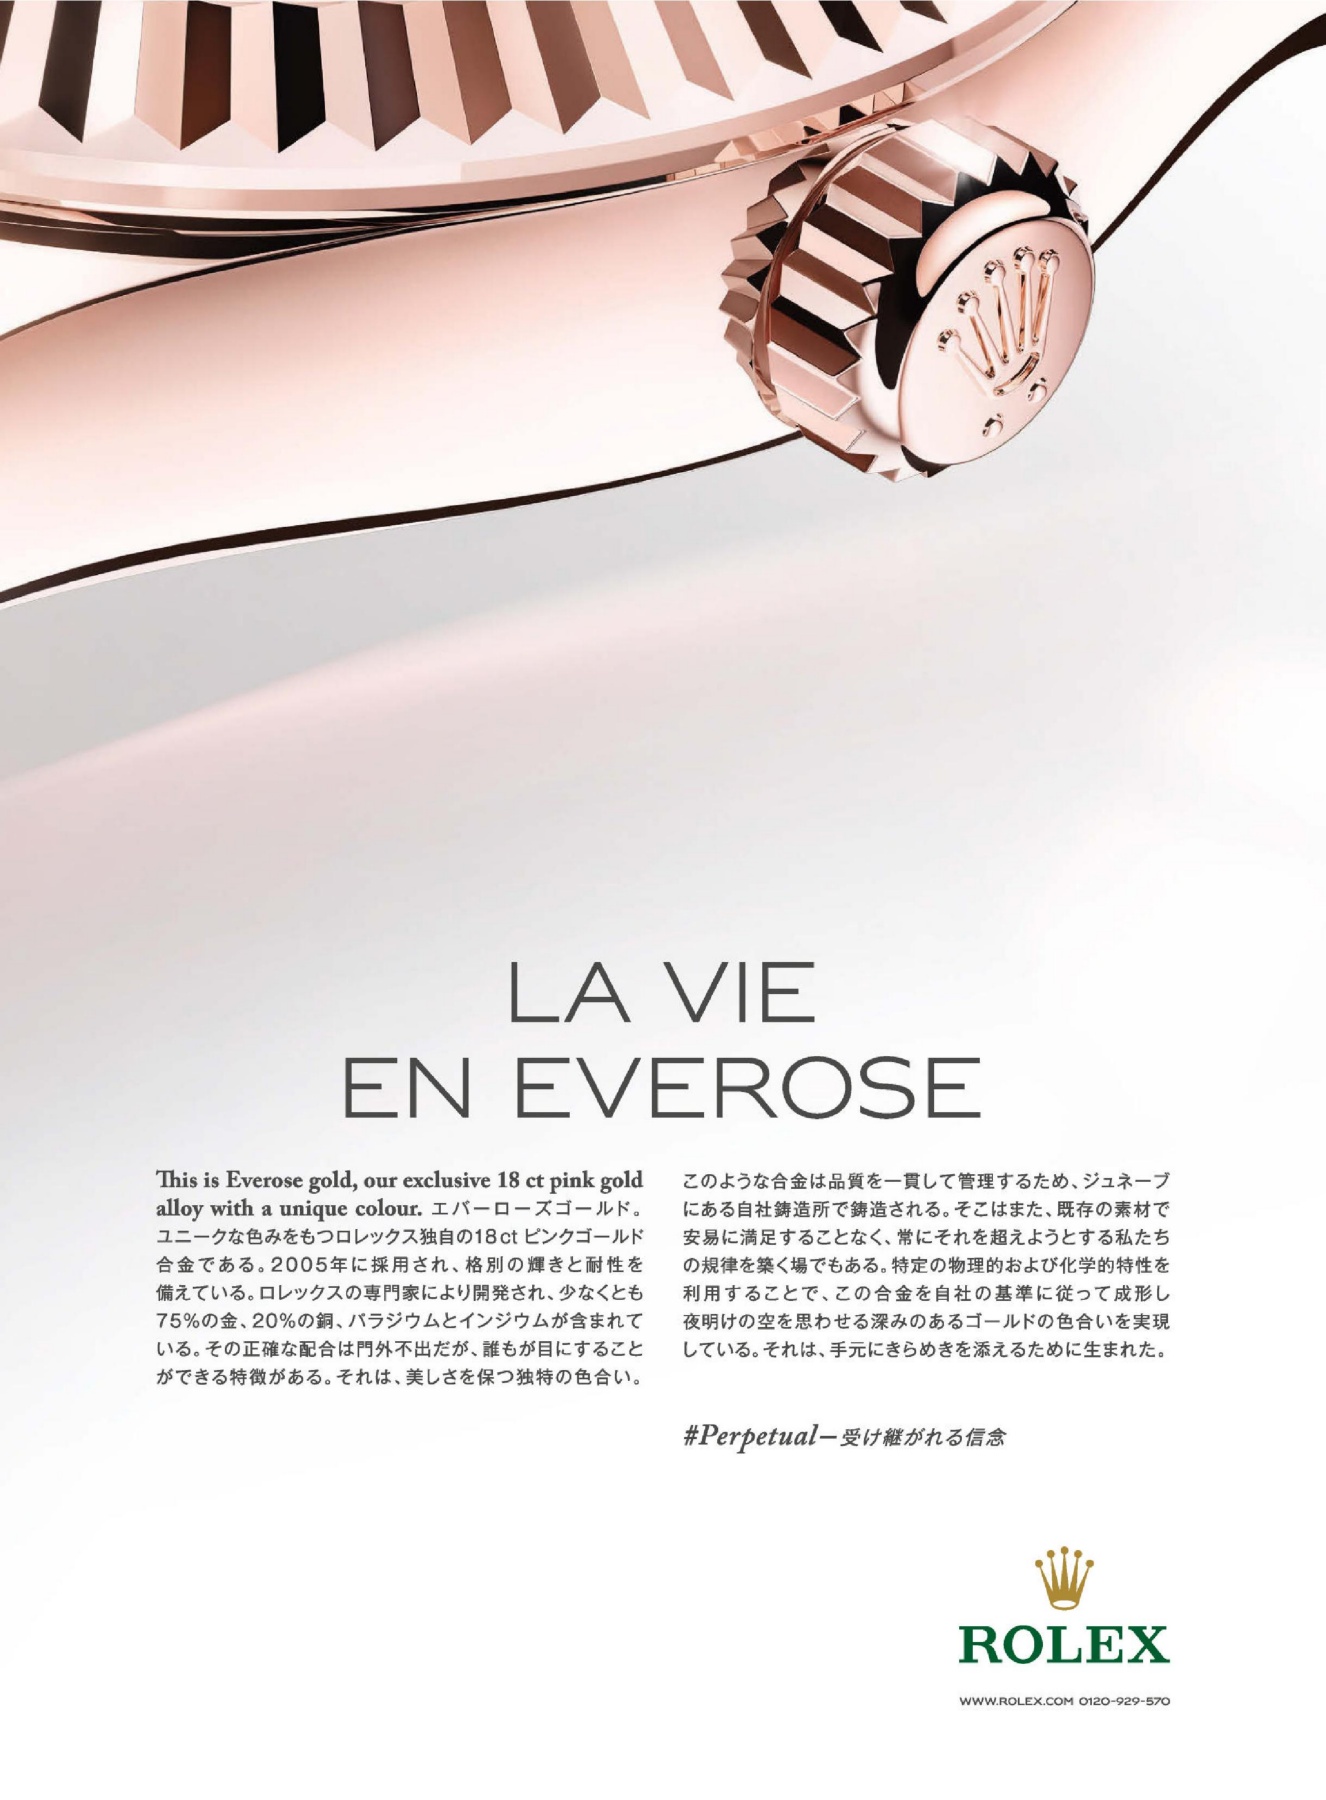 LA VIE
EN EVEROSE
This is Everose gold, our exclusive 18 ct pink gold
alloy with a unique colour. エバーローズゴールド。
ユニークな色みをもつロレックス独自の18ct ピンクゴールド
合金である。2005年に採用され、格別の輝きと耐性を
備えている。ロレックスの専門家により開発され、少なくとも
75%の金、20%の銅、パラジウムとインジウムが含まれて
いる。その正確な配合は門外不出だが、誰もが目にすること
ができる特徴がある。それは、美しさを保つ独特の色合い。
このような合金は品質を一貫して管理するため、ジュネーブ
にある自社鋳造所で鋳造される。そこはまた、既存の素材で
安易に満足することなく、常にそれを超えようとする私たち
の規律を築く場でもある。特定の物理的および化学的特性を
利用することで、この合金を自社の基準に従って成形し
夜明けの空を思わせる深みのあるゴールドの色合いを実現
している。それは、手元にきらめきを添えるために生まれた。
#Perpetual－受け継がれる信念
ROLEX
WWW.ROLEX.COM 0120-929-570